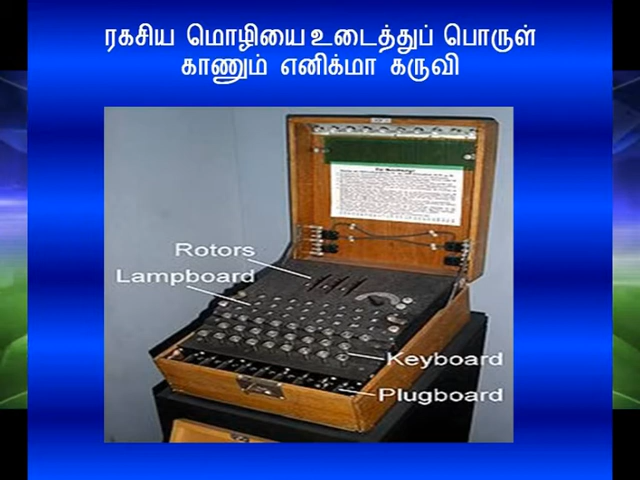 ரகசிய மொழியை உடைத்துப் பொருள்
காணும் எனிக்மா கருவி
Rotors
Lampboard
Keyboard
Plugboard